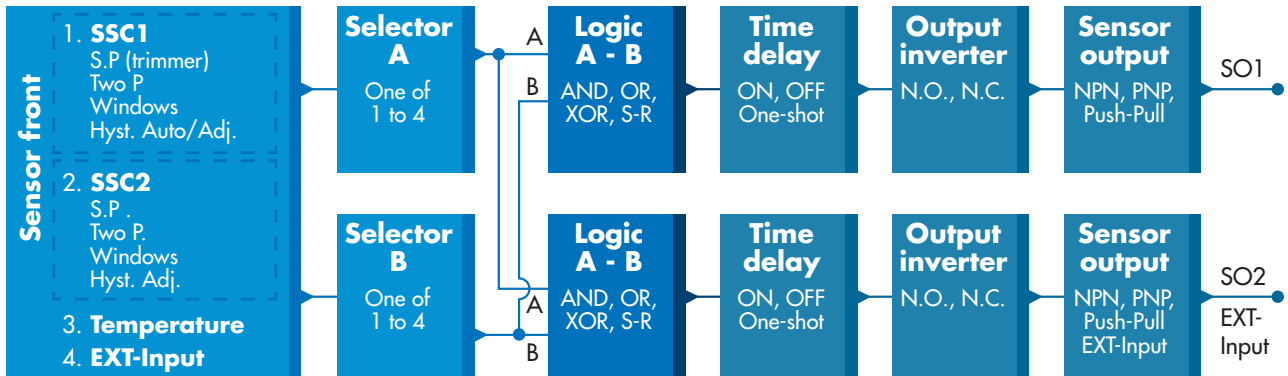 Sensor front
1. SSC1
S.P (trimmer)
Two P
Windows
Hyst. Auto/Adj.
2. SSC2
S.P .
Two P.
Windows
Hyst. Adj.
3. Temperature
4. EXT-Input
Selector
A
One of
1 to 4
A
B
Logic
A - B
AND, OR,
XOR, S-R
Time
delay
ON, OFF
One-shot
Output
inverter
N.O., N.C.
Sensor
output
NPN, PNP,
Push-Pull
SO1
Selector
B
One of
1 to 4
A
B
Logic
A - B
AND, OR,
XOR, S-R
Time
delay
ON, OFF
One-shot
Output
inverter
N.O., N.C.
Sensor
output
NPN, PNP,
Push-Pull
EXT-Input
SO2
EXT-
Input